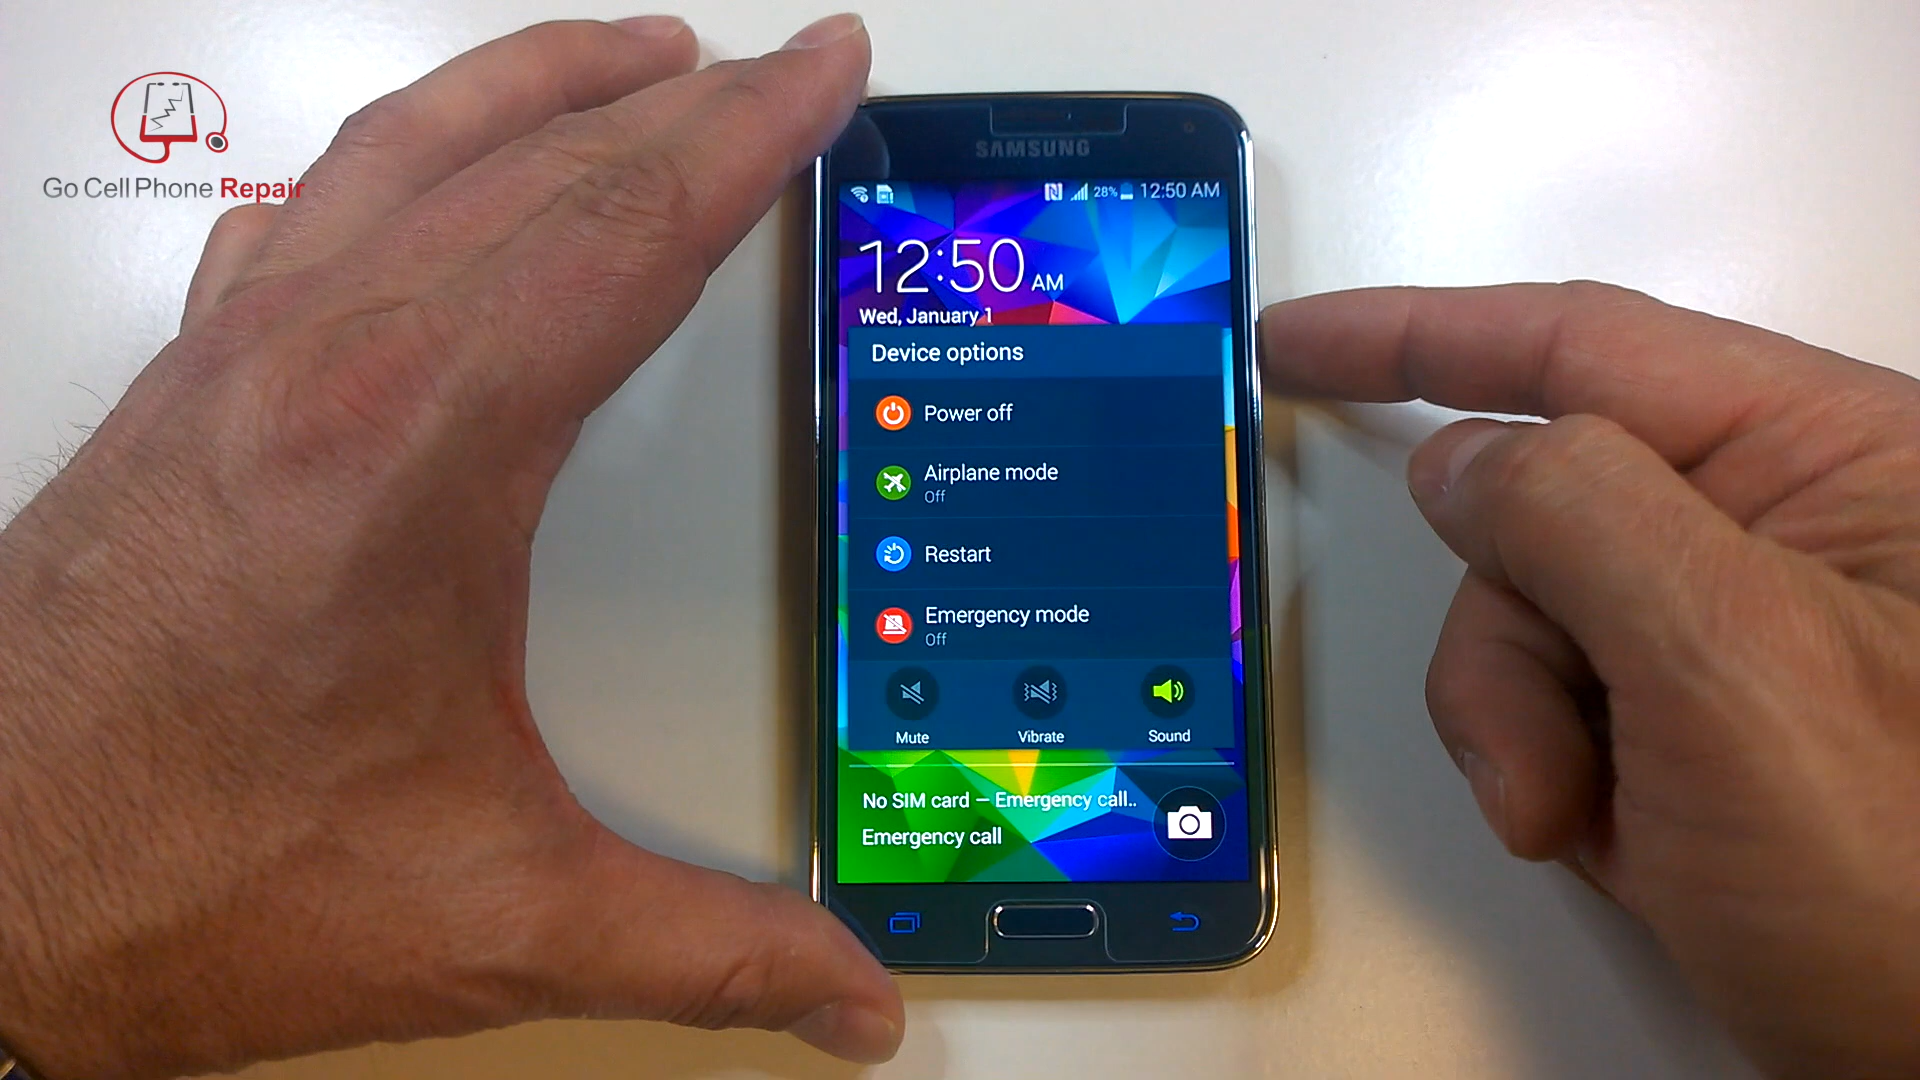 Go Cell Phone Repair
SAMSUNG
28% 12:50 AM
12:50 AM
Wed, January 1
Device options
Power off
Airplane mode
Off
Restart
Emergency mode
Off
Mute Vibrate Sound
No SIM card – Emergency call..
Emergency call